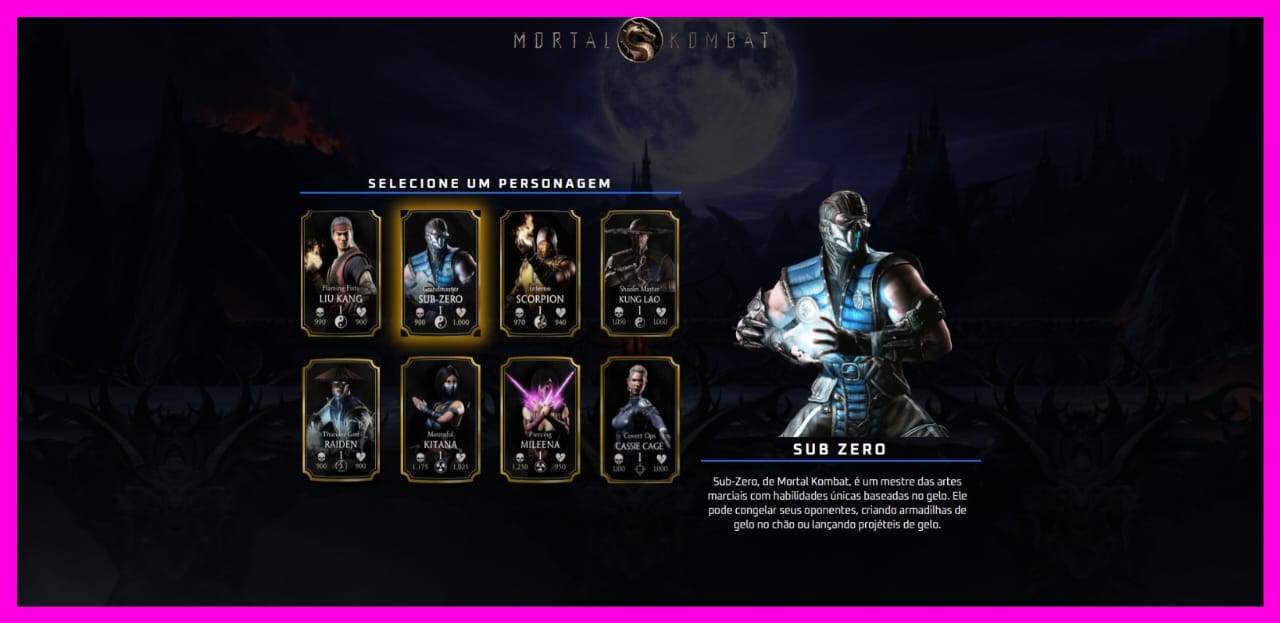 MORTAL KOMBAT
SELECIONE UM PERSONAGEM
Flaming Fists
LIU KANG
1
990 900
Grandmaster
SUB-ZERO
1
900 1,000
Inferno
SCORPION
1
970 940
Shaolin Master
KUNG LAO
1
1,050 1,050
Thunder God
RAIDEN
1
900 900
Mournful
KITANA
1
1,175 1,025
Piercing
MILEENA
1
1,250 950
Covert Ops
CASSIE CAGE
1
1,000
SUB ZERO
Sub-Zero, de Mortal Kombat, é um mestre das artes
marciais com habilidades únicas baseadas no gelo. Ele
pode congelar seus oponentes, criando armadilhas de
gelo no chão ou lançando projéteis de gelo.